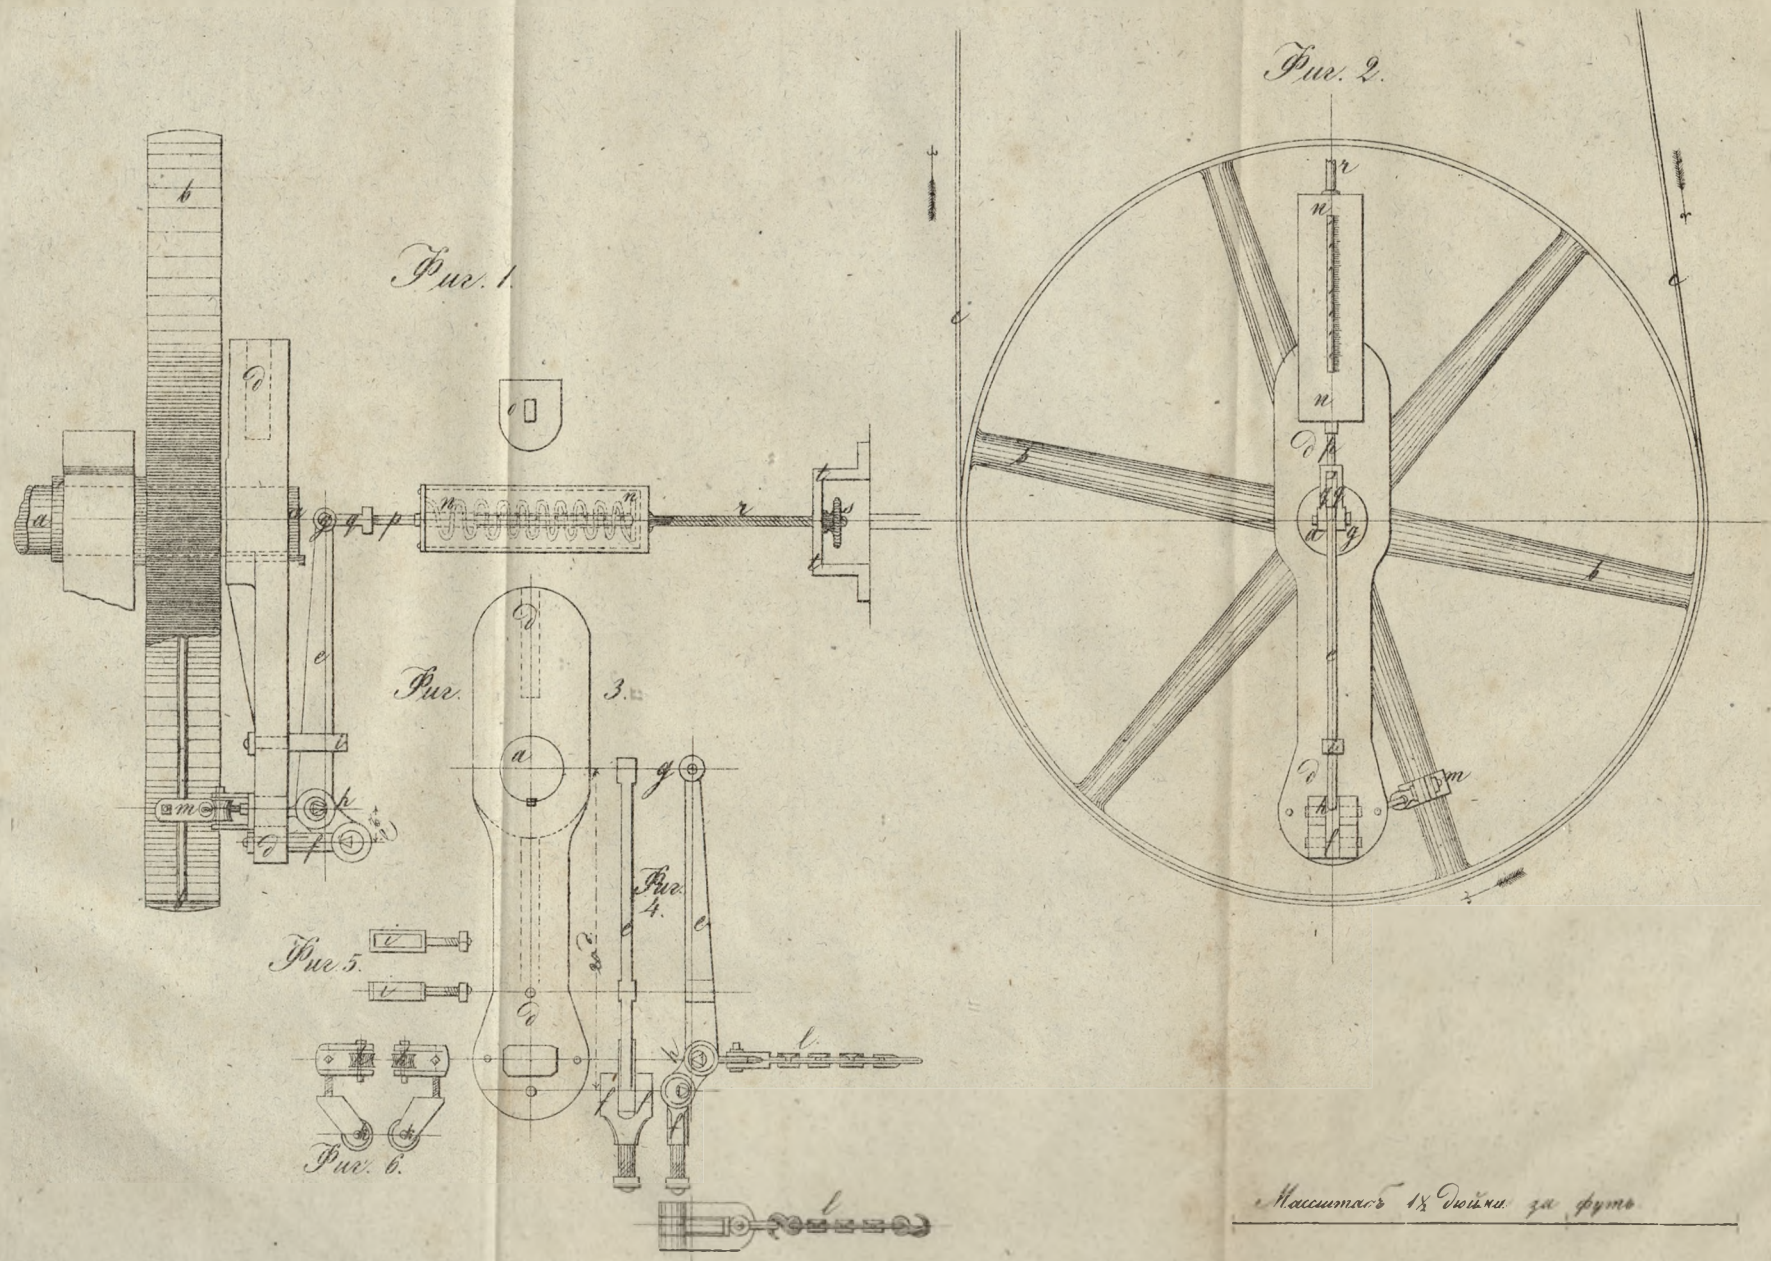 Фиг. 1.
Фиг. 2.
Фиг. 3.
Фиг. 4.
Фиг. 5.
Фиг. 6.
b
д
a
a
g
q
p
n
n
r
s
t
t
o
e
i
h
m
д
f
b
д
a
д
g
e
e
h
f
f
l
l
i
i
k
k
r
n
n
д
p
q
a
g
b
b
c
c
e
i
д
h
f
m
Масштабъ 1½ дюйма за футъ